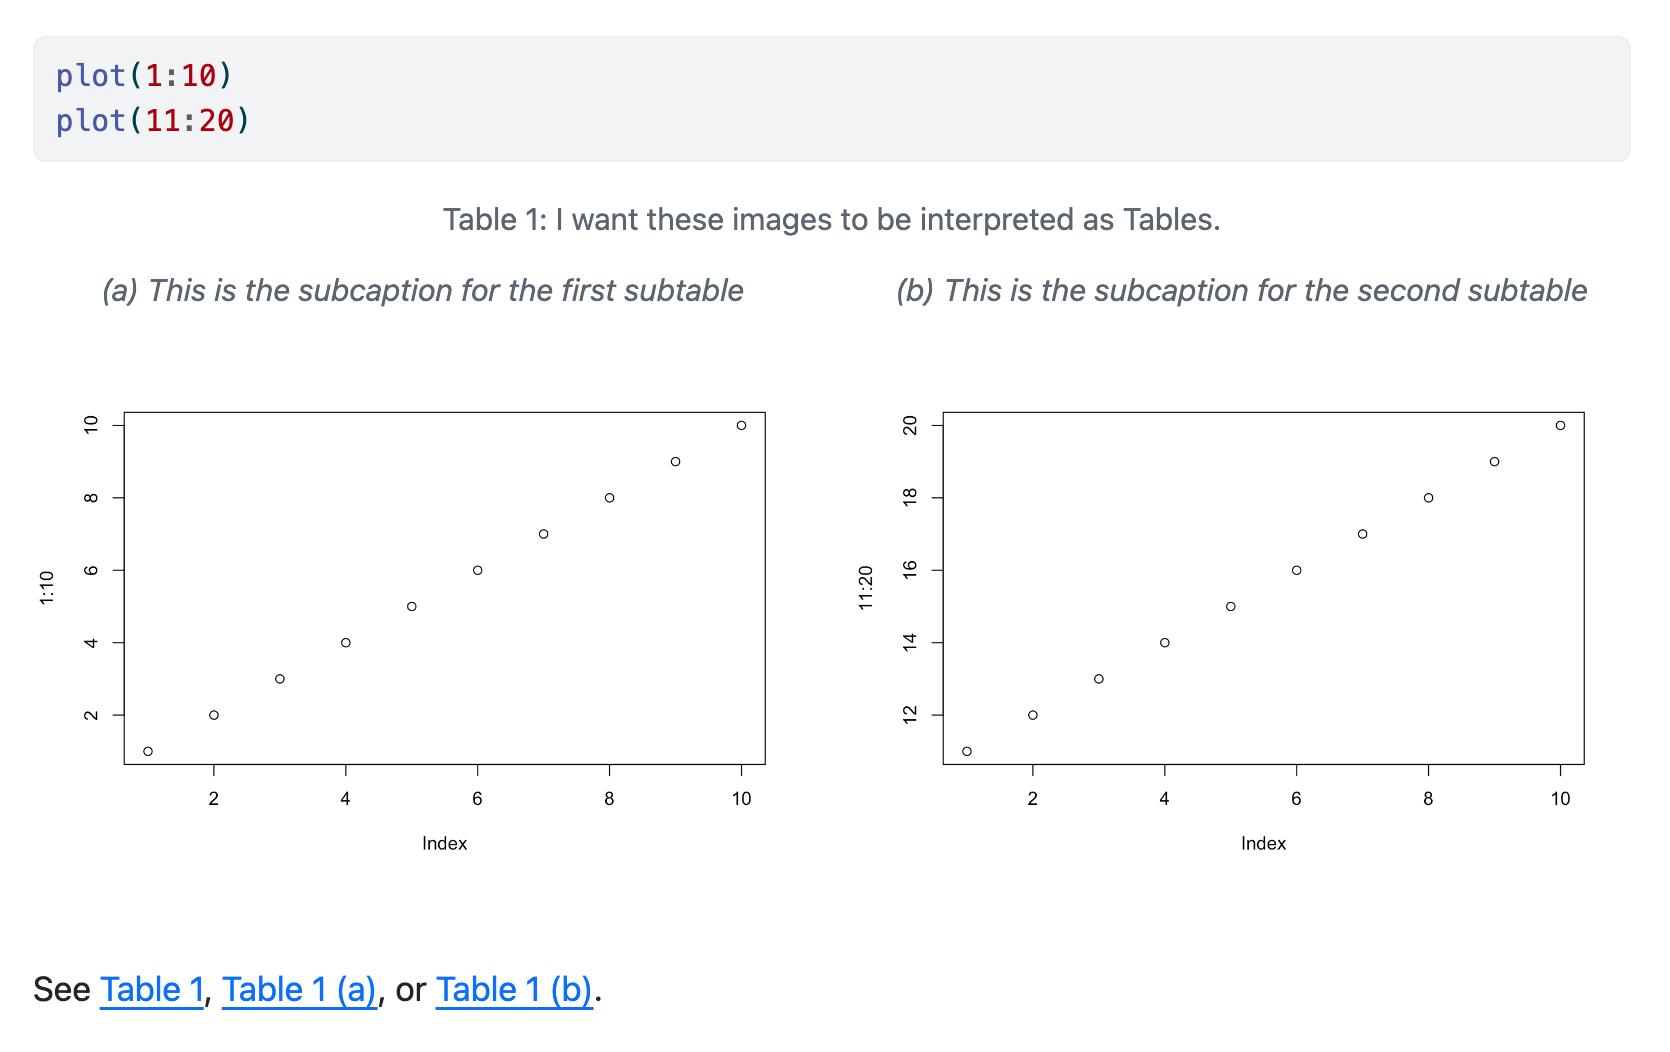 plot(1:10)
plot(11:20)
Table 1: I want these images to be interpreted as Tables.
(a) This is the subcaption for the first subtable
(b) This is the subcaption for the second subtable
1:10
10
8
6
4
2
2 4 6 8 10
Index
11:20
20
18
16
14
12
2 4 6 8 10
Index
See Table 1, Table 1 (a), or Table 1 (b).